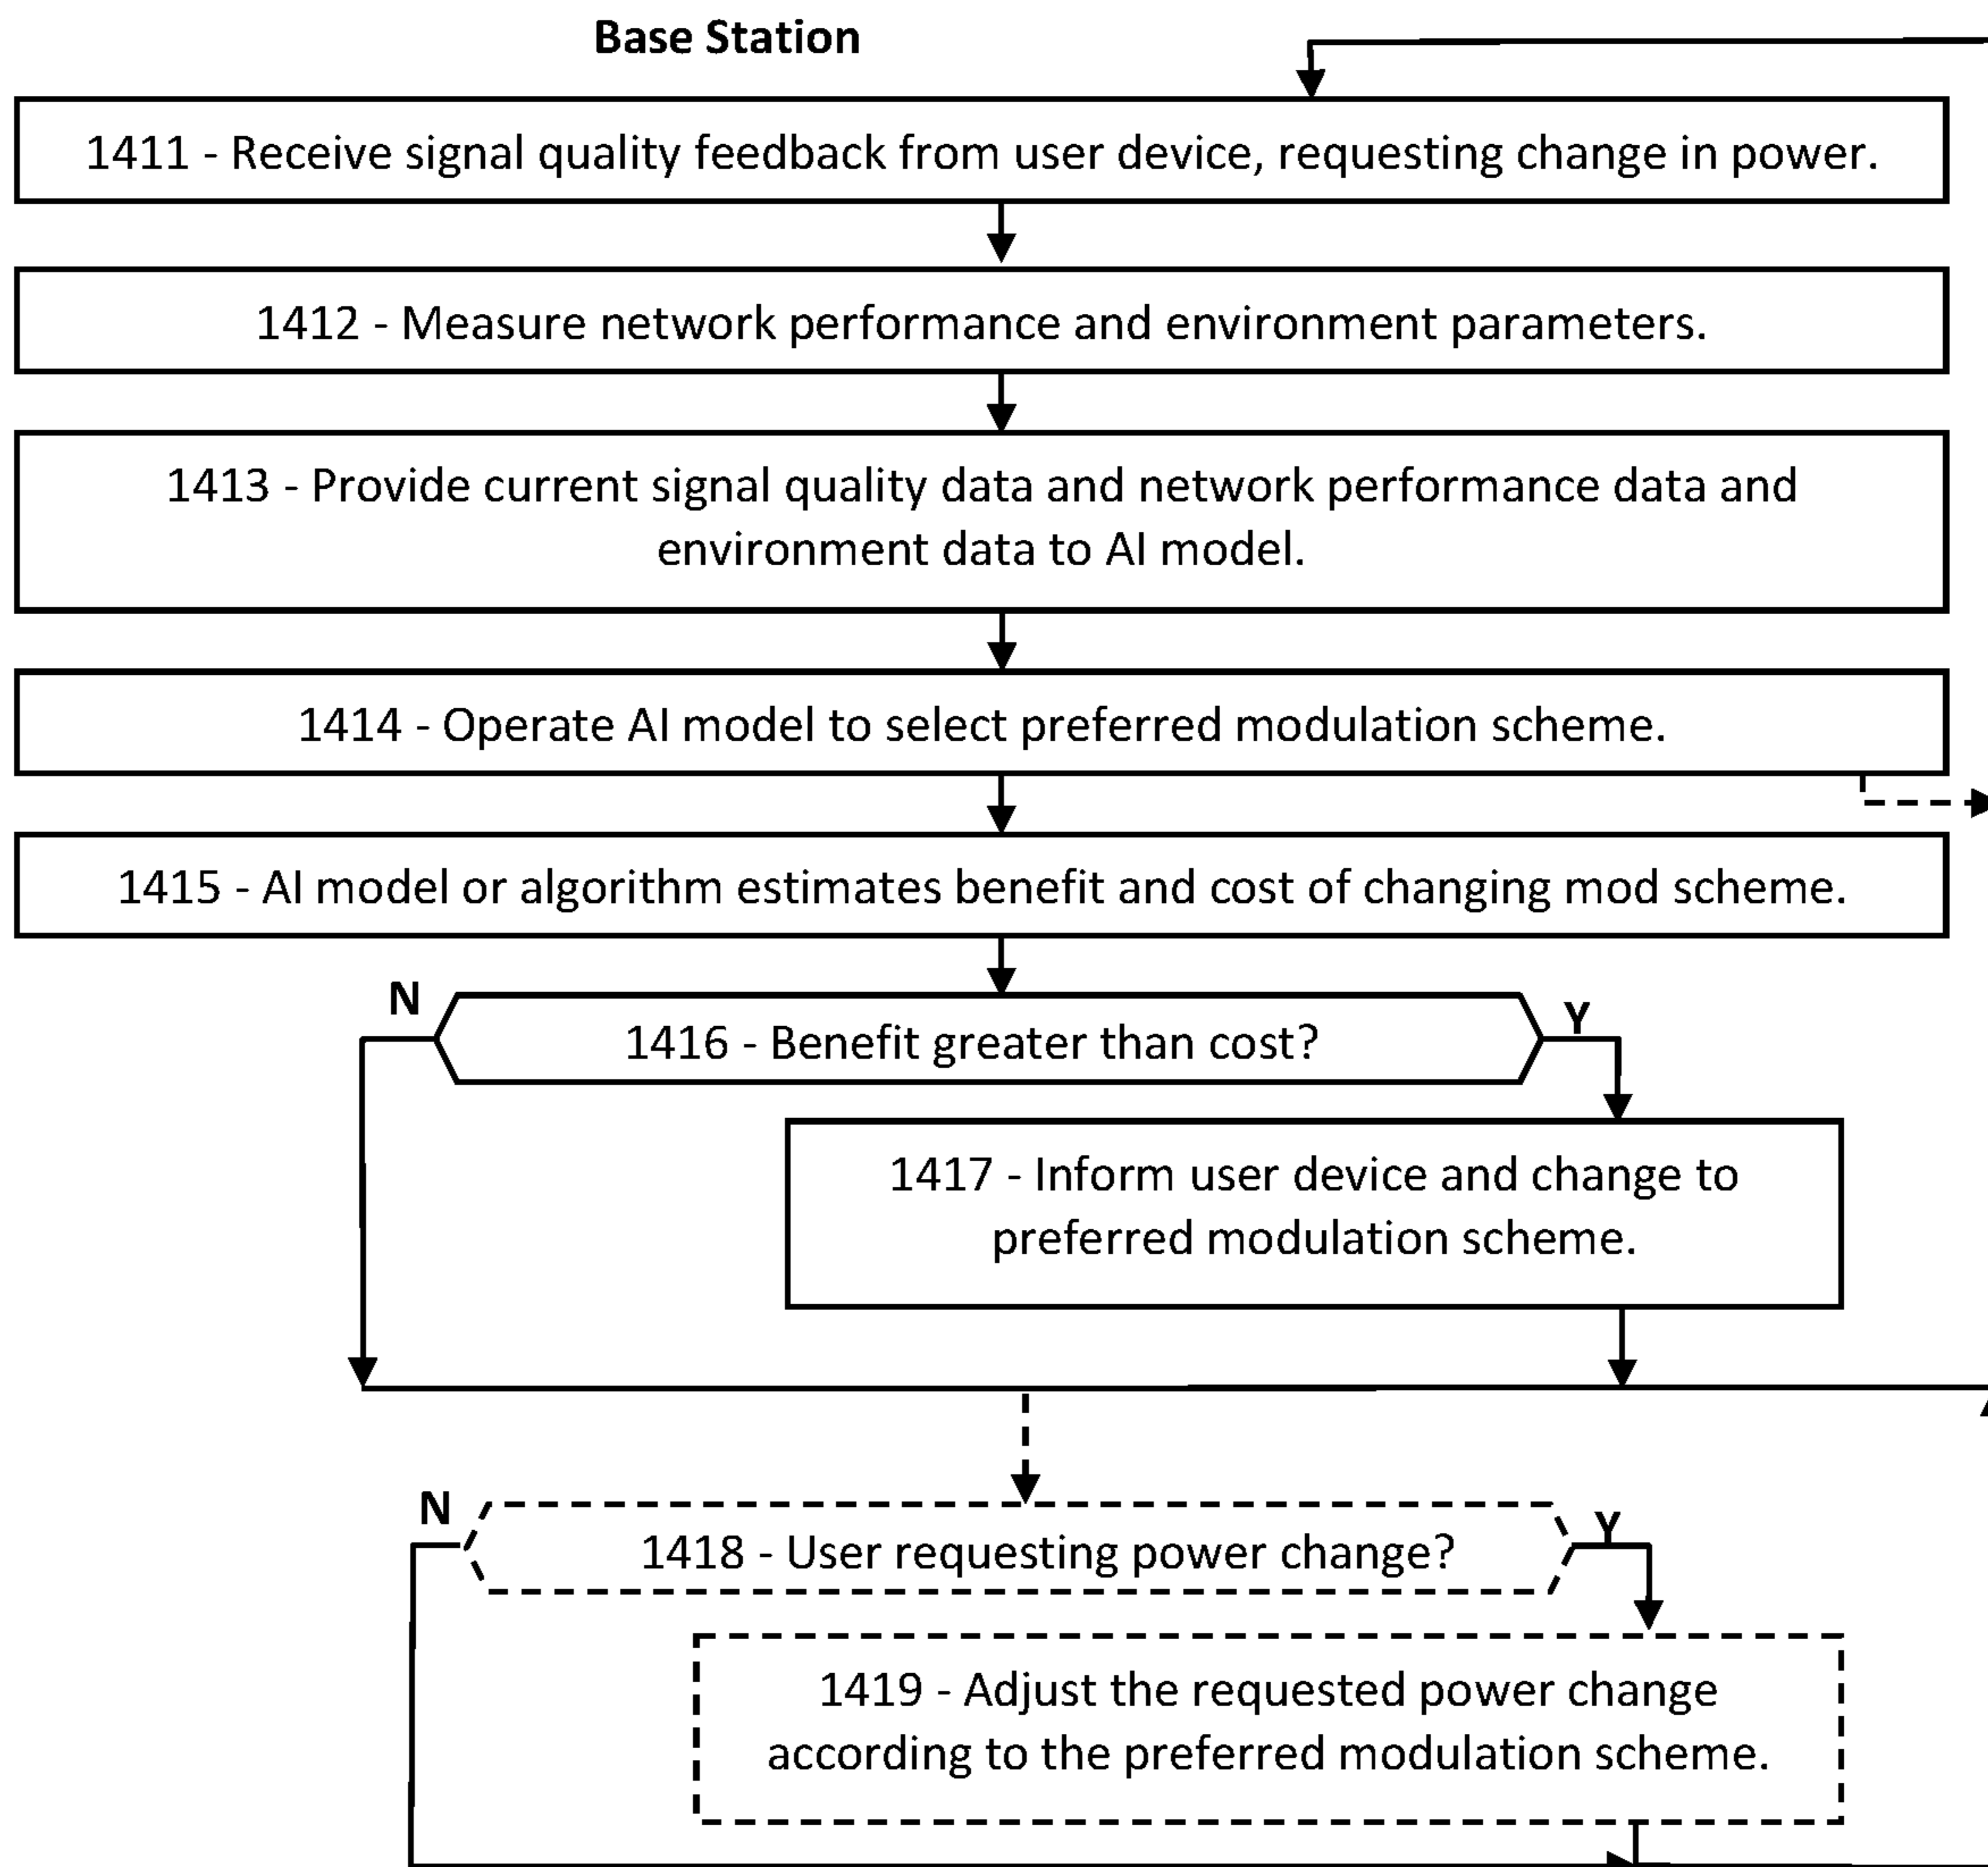 Base Station
1411 - Receive signal quality feedback from user device, requesting change in power.
1412 - Measure network performance and environment parameters.
1413 - Provide current signal quality data and network performance data and
environment data to AI model.
1414 - Operate AI model to select preferred modulation scheme.
1415 - AI model or algorithm estimates benefit and cost of changing mod scheme.
N
1416 - Benefit greater than cost?
Y
1417 - Inform user device and change to
preferred modulation scheme.
N
1418 - User requesting power change?
Y
1419 - Adjust the requested power change
according to the preferred modulation scheme.